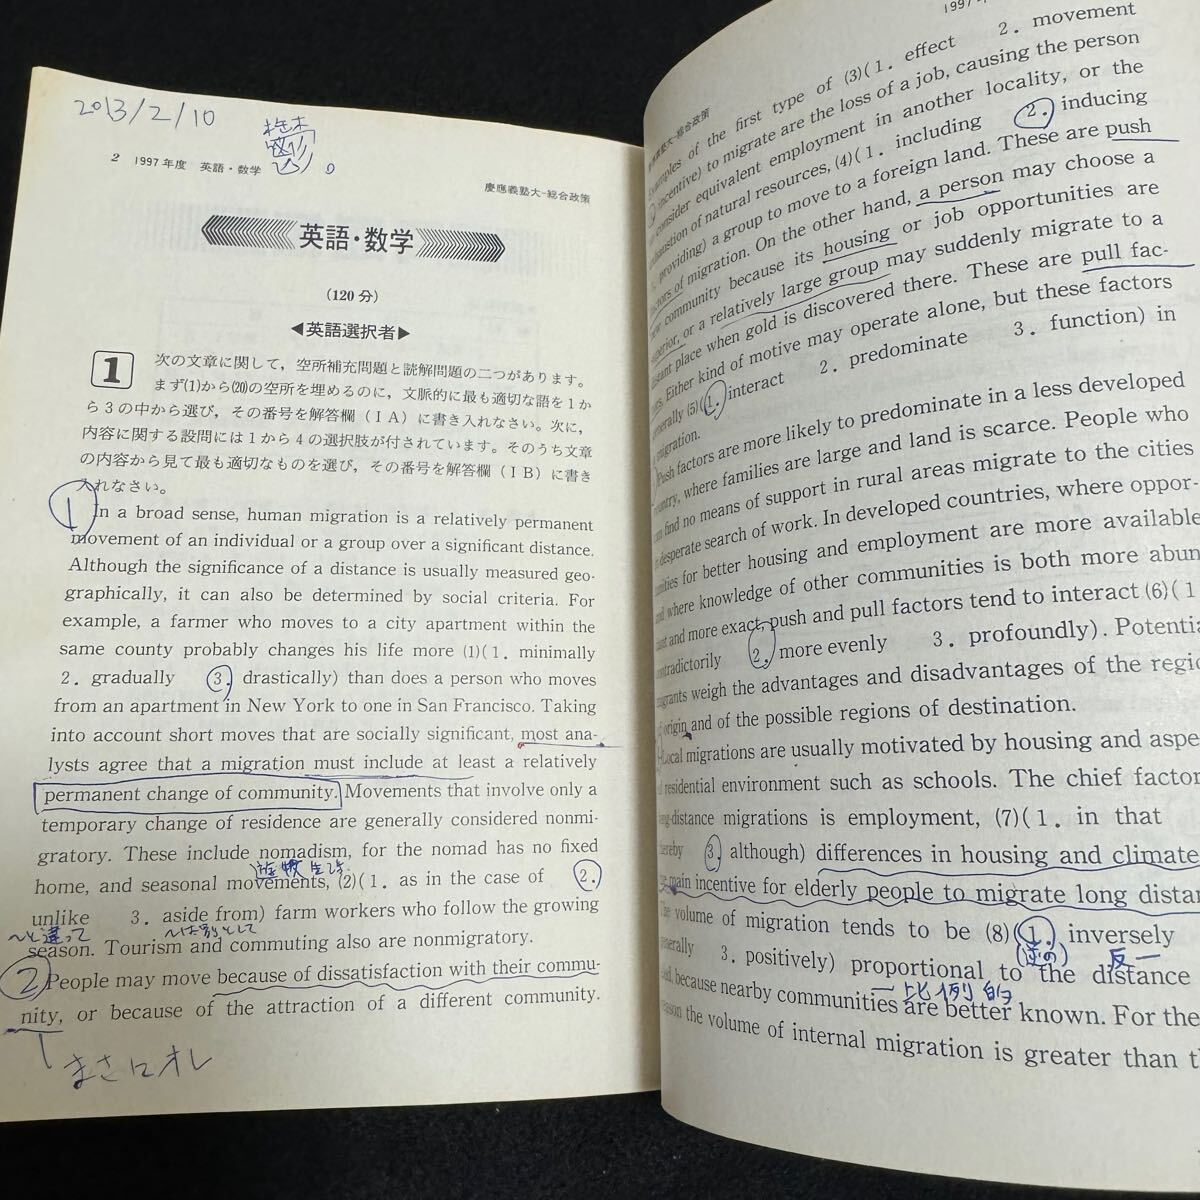 2013/2/10
2 1997年度 英語・数学
慶應義塾大-総合政策
英語・数学
(120分)
◀英語選択者▶
1 次の文章に関して，空所補充問題と読解問題の二つがあります。
まず(1)から(20)の空所を埋めるのに，文脈的に最も適切な語を1か
ら3の中から選び，その番号を解答欄（ＩＡ）に書き入れなさい。次に，
内容に関する設問には1から4の選択肢が付されています。そのうち文章
の内容から見て最も適切なものを選び，その番号を解答欄（ＩＢ）に書き
入れなさい。
1
In a broad sense, human migration is a relatively permanent
movement of an individual or a group over a significant distance.
Although the significance of a distance is usually measured geo-
graphically, it can also be determined by social criteria. For
example, a farmer who moves to a city apartment within the
same county probably changes his life more (1)(1. minimally
2. gradually 3. drastically) than does a person who moves
from an apartment in New York to one in San Francisco. Taking
into account short moves that are socially significant, most ana-
lysts agree that a migration must include at least a relatively
permanent change of community. Movements that involve only a
temporary change of residence are generally considered nonmi-
gratory. These include nomadism, for the nomad has no fixed
遊牧生活
home, and seasonal movements, (2)(1. as in the case of 2.
unlike 3. aside from) farm workers who follow the growing
〜と違って 〜は別として
season. Tourism and commuting also are nonmigratory.
2
People may move because of dissatisfaction with their commu-
nity, or because of the attraction of a different community.
まさにオレ
1997
-総合政策
of the first type of (3)(1. effect 2. movement
incentive) to migrate are the loss of a job, causing the person
consider equivalent employment in another locality, or the
of natural resources, (4)(1. including 2. inducing
providing) a group to move to a foreign land. These are push
of migration. On the other hand, a person may choose a
community because its housing or job opportunities are
or a relatively large group may suddenly migrate to a
place when gold is discovered there. These are pull fac-
Either kind of motive may operate alone, but these factors
(5)(1. interact 2. predominate 3. function) in
migration.
Push factors are more likely to predominate in a less developed
where families are large and land is scarce. People who
find no means of support in rural areas migrate to the cities
desperate search of work. In developed countries, where oppor-
for better housing and employment are more available
where knowledge of other communities is both more abun
and more exact, push and pull factors tend to interact (6)(1
2. more evenly 3. profoundly). Potentia
weigh the advantages and disadvantages of the regio
of origin and of the possible regions of destination.
Local migrations are usually motivated by housing and aspe
residential environment such as schools. The chief factor
distance migrations is employment, (7)(1. in that
3. although) differences in housing and climate
main incentive for elderly people to migrate long distan
The volume of migration tends to be (8)(1. inversely
(逆の) 反一
3. positively) proportional to the distance
比例的
because nearby communities are better known. For the
the volume of internal migration is greater than t